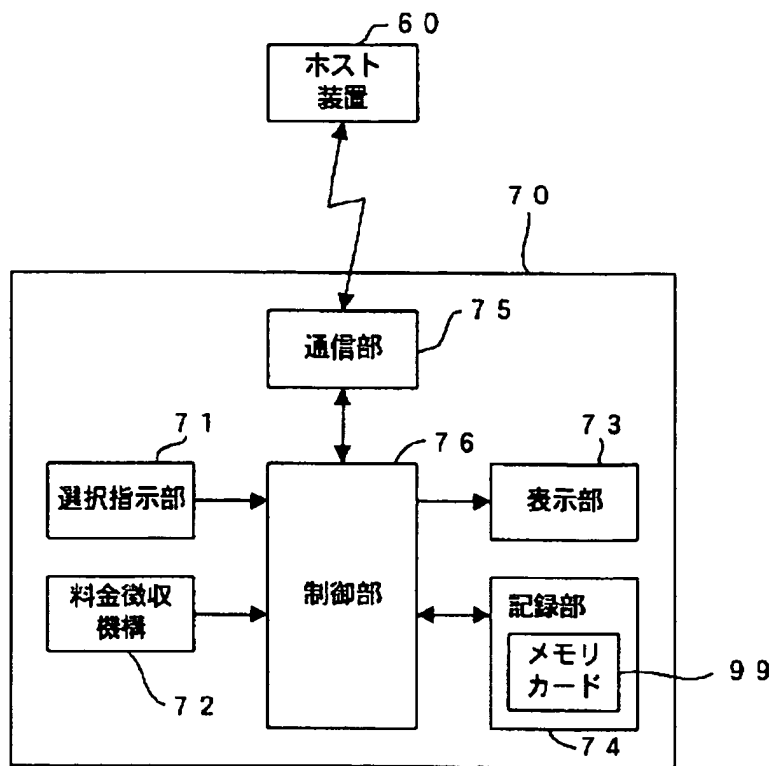 ６０
ホスト
装置
７０
７５
通信部
７１
７６
７３
選択指示部
表示部
料金徴収
機構
制御部
記録部
メモリ
カード
９９
７２
７４